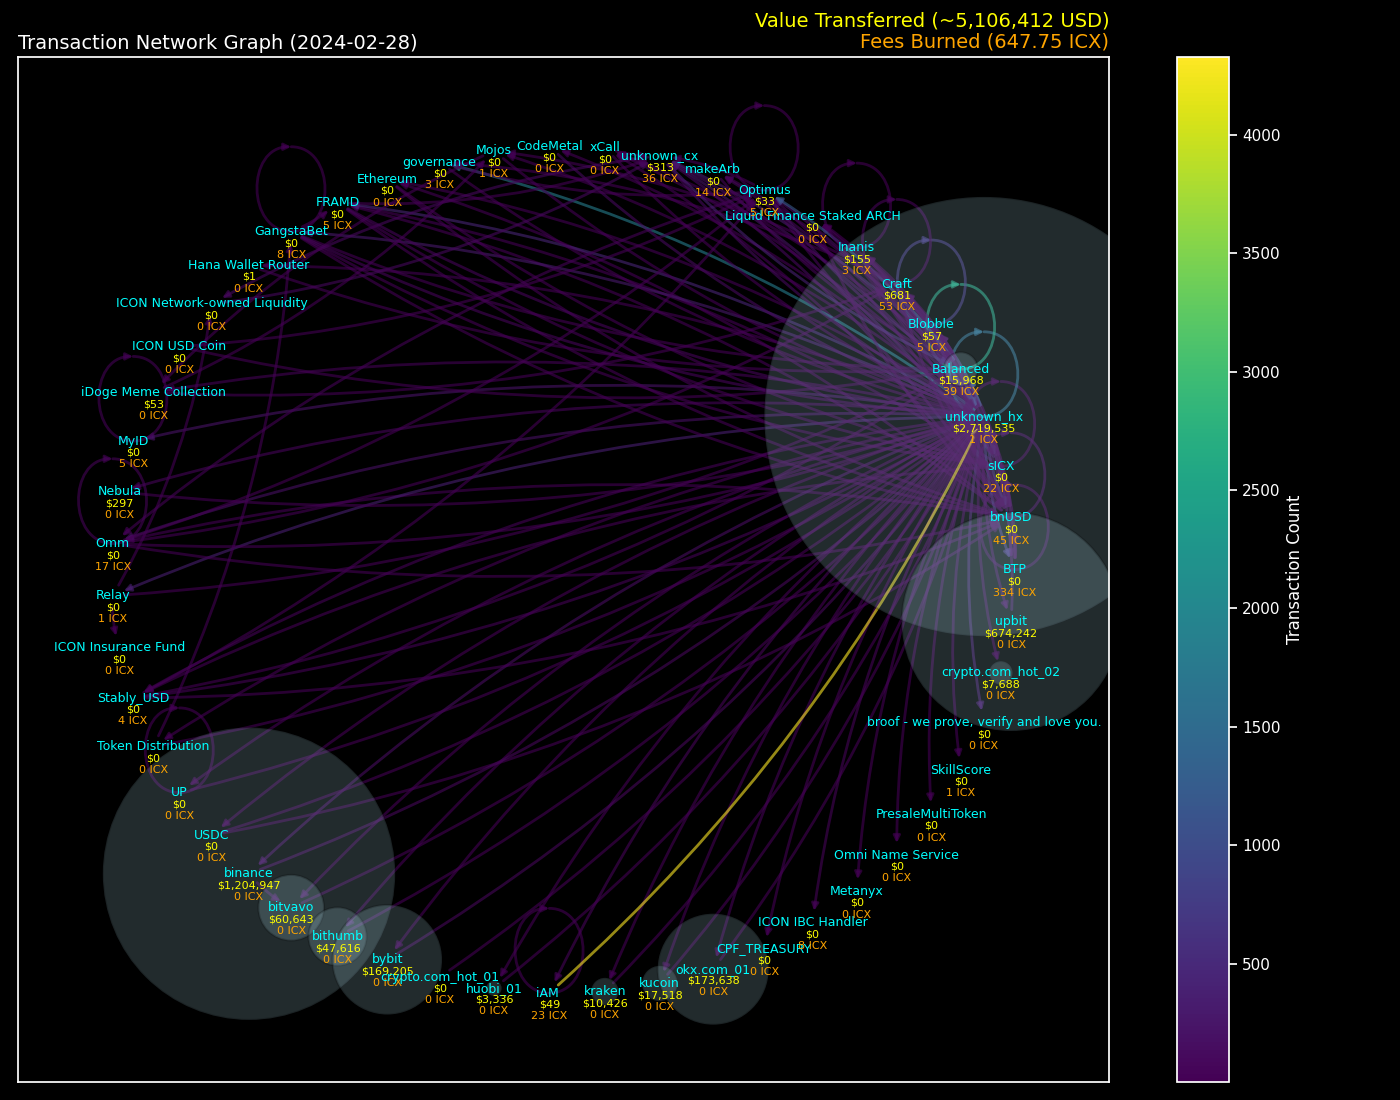 Value Transferred (~5,106,412 USD)
Transaction Network Graph (2024-02-28)
Fees Burned (647.75 ICX)
CodeMetal
$0
0 ICX
xCall
$0
0 ICX
Mojos
$0
1 ICX
unknown_cx
$313
36 ICX
governance
$0
3 ICX
makeArb
$0
14 ICX
Ethereum
$0
0 ICX
Optimus
$33
5 ICX
FRAMD
$0
5 ICX
Liquid Finance Staked ARCH
$0
0 ICX
GangstaBet
$0
8 ICX
Inanis
$155
3 ICX
Hana Wallet Router
$1
0 ICX
Craft
$681
53 ICX
ICON Network-owned Liquidity
$0
0 ICX
Blobble
$57
5 ICX
ICON USD Coin
$0
0 ICX
Balanced
$15,968
39 ICX
iDoge Meme Collection
$53
0 ICX
unknown_hx
$2,719,535
1 ICX
MyID
$0
5 ICX
sICX
$0
22 ICX
Nebula
$297
0 ICX
bnUSD
$0
45 ICX
Omm
$0
17 ICX
BTP
$0
334 ICX
Relay
$0
1 ICX
upbit
$674,242
0 ICX
ICON Insurance Fund
$0
0 ICX
crypto.com_hot_02
$7,688
0 ICX
Stably_USD
$0
4 ICX
broof - we prove, verify and love you.
$0
0 ICX
Token Distribution
$0
0 ICX
SkillScore
$0
1 ICX
UP
$0
0 ICX
PresaleMultiToken
$0
0 ICX
USDC
$0
0 ICX
Omni Name Service
$0
0 ICX
binance
$1,204,947
0 ICX
Metanyx
$0
0 ICX
bitvavo
$60,643
0 ICX
ICON IBC Handler
$0
8 ICX
bithumb
$47,616
0 ICX
CPF_TREASURY
$0
0 ICX
bybit
$169,205
0 ICX
okx.com_01
$173,638
0 ICX
crypto.com_hot_01
$0
0 ICX
kucoin
$17,518
0 ICX
huobi_01
$3,336
0 ICX
kraken
$10,426
0 ICX
iAM
$49
23 ICX
4000
3500
3000
2500
2000
1500
1000
500
Transaction Count